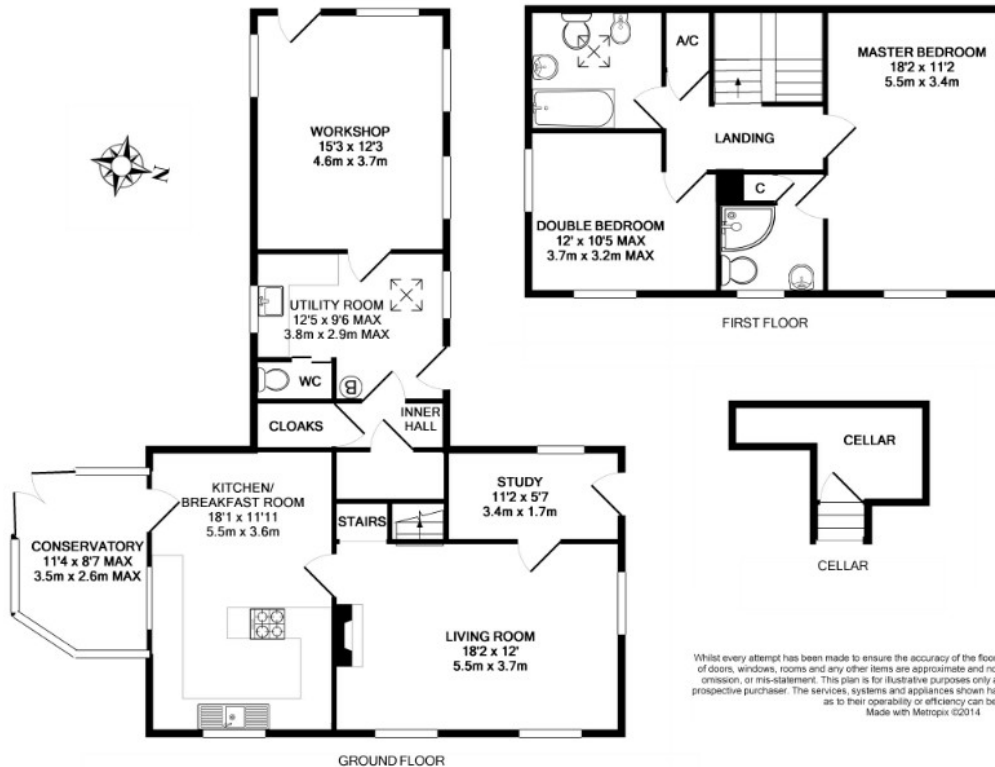 WORKSHOP
15'3 x 12'3
4.6m x 3.7m
N
UTILITY ROOM
12'5 x 9'6 MAX
3.8m x 2.9m MAX
WC
B
CLOAKS
INNER
HALL
KITCHEN/
BREAKFAST ROOM
18'1 x 11'11
5.5m x 3.6m
STUDY
11'2 x 5'7
3.4m x 1.7m
STAIRS
CONSERVATORY
11'4 x 8'7 MAX
3.5m x 2.6m MAX
LIVING ROOM
18'2 x 12'
5.5m x 3.7m
GROUND FLOOR
A/C
MASTER BEDROOM
18'2 x 11'2
5.5m x 3.4m
LANDING
C
DOUBLE BEDROOM
12' x 10'5 MAX
3.7m x 3.2m MAX
FIRST FLOOR
CELLAR
CELLAR
Whilst every attempt has been made to ensure the accuracy of the floor
of doors, windows, rooms and any other items are approximate and no
omission, or mis-statement. This plan is for illustrative purposes only a
prospective purchaser. The services, systems and appliances shown ha
as to their operability or efficiency can be
Made with Metropix ©2014